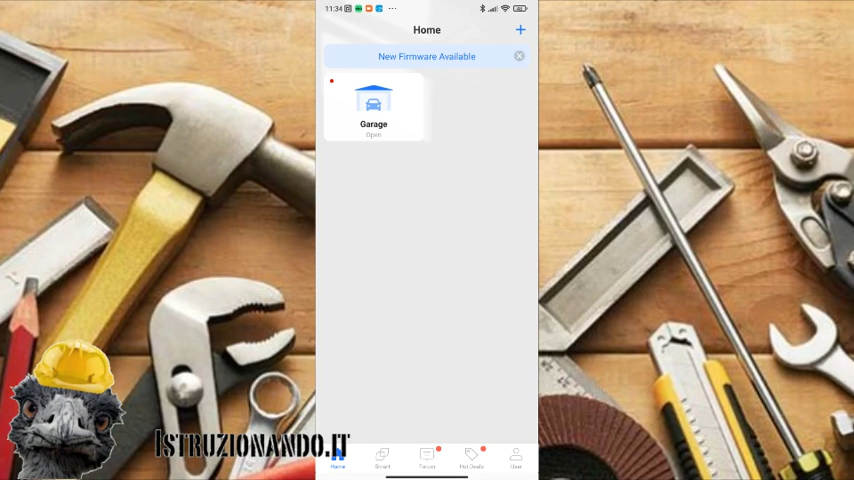 11:34
Home
New Firmware Available
Garage
Open
Home
Smart
Forum
Hot Deals
User
Istruzionando.it